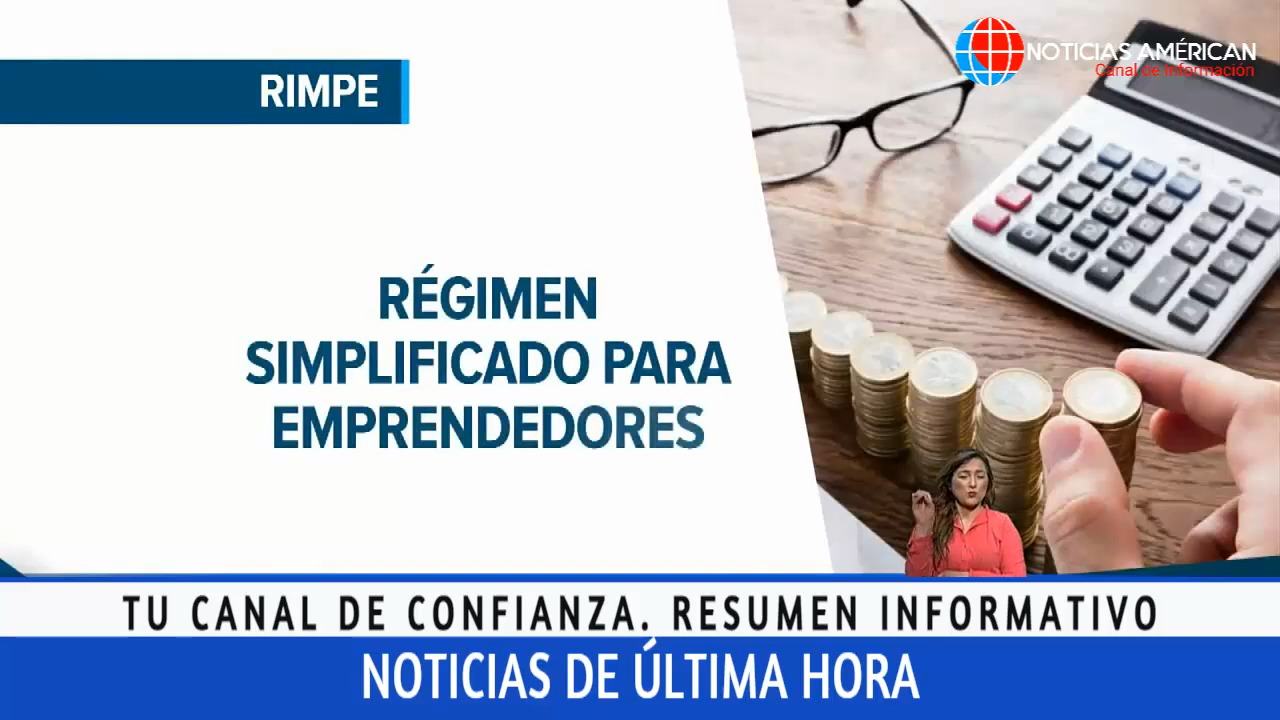 RIMPE
NOTICIAS AMÉRICAN
Canal de Información
RÉGIMEN
SIMPLIFICADO PARA
EMPRENDEDORES
TU CANAL DE CONFIANZA. RESUMEN INFORMATIVO
NOTICIAS DE ÚLTIMA HORA